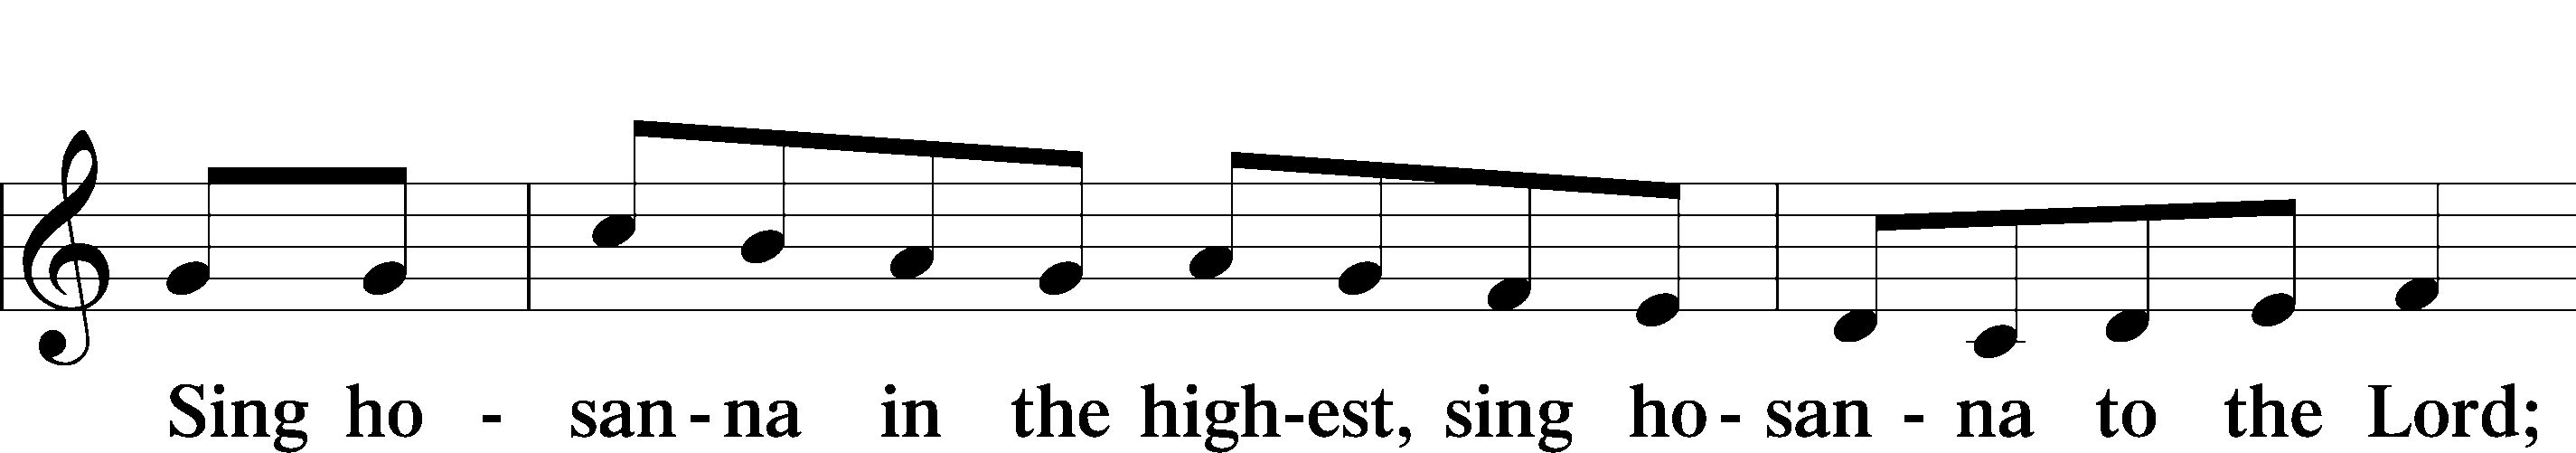 Sing ho - san - na in the high-est, sing ho - san - na to the Lord;